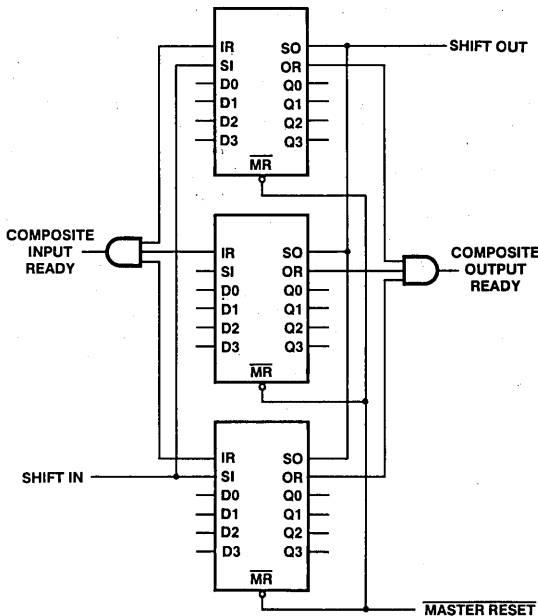 IR SO SHIFT OUT
SI OR
D0 Q0
D1 Q1
D2 Q2
D3 Q3
MR
COMPOSITE
INPUT
READY
IR SO
SI OR
D0 Q0
D1 Q1
D2 Q2
D3 Q3
MR
COMPOSITE
OUTPUT
READY
IR SO
SHIFT IN SI OR
D0 Q0
D1 Q1
D2 Q2
D3 Q3
MR
MASTER RESET